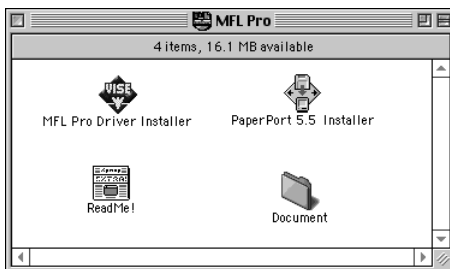 MFL Pro
4 items, 16.1 MB available
VISE
MFL Pro Driver Installer
PaperPort 5.5 Installer
EXTRA!
ReadMe!
Document